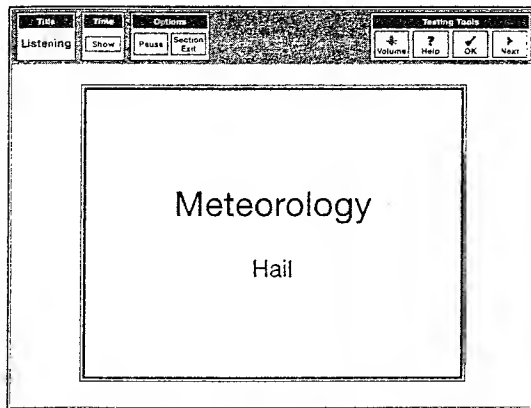 Title
Time
Options
Testing Tools
Listening
Show
Pause
Section
Exit
Volume
?
Help
OK
Next
Meteorology
Hail